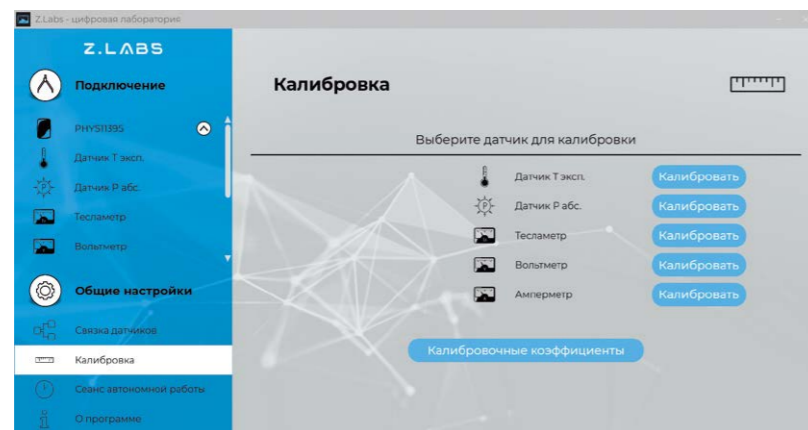 Z.Labs - цифровая лаборатория
Z.LABS
Подключение
PHYS11395
Датчик Т эксп.
Датчик Р абс.
Тесламетр
Вольтметр
Общие настройки
Связка датчиков
Калибровка
Сеанс автономной работы
О программе
Калибровка
Выберите датчик для калибровки
Датчик Т эксп. Калибровать
Датчик Р абс. Калибровать
Тесламетр Калибровать
Вольтметр Калибровать
Амперметр Калибровать
Калибровочные коэффициенты